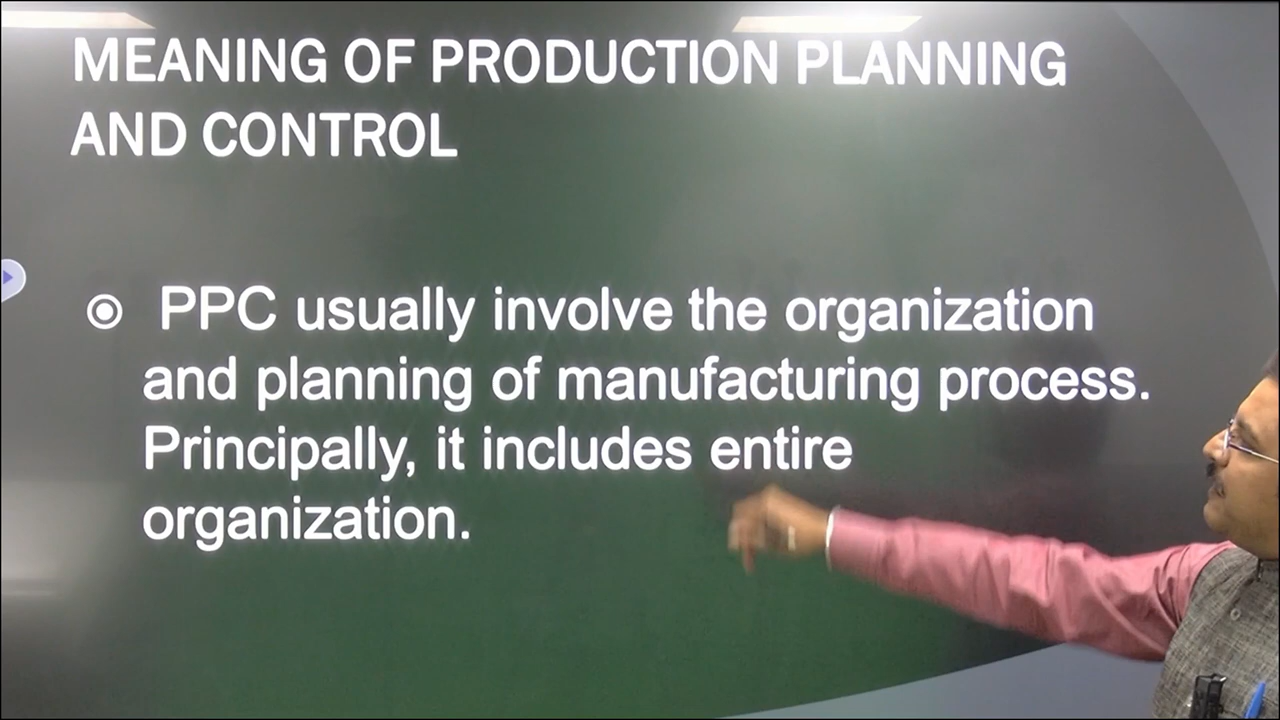 MEANING OF PRODUCTION PLANNING
AND CONTROL
PPC usually involve the organization
and planning of manufacturing process.
Principally, it includes entire
organization.